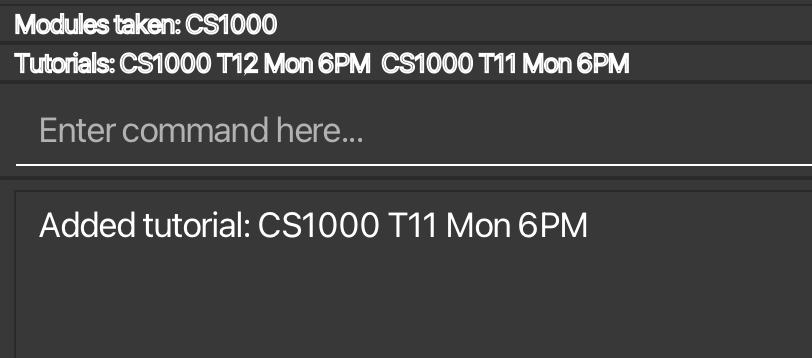 Modules taken: CS1000
Tutorials: CS1000 T12 Mon 6PM  CS1000 T11 Mon 6PM
Enter command here...
Added tutorial: CS1000 T11 Mon 6PM